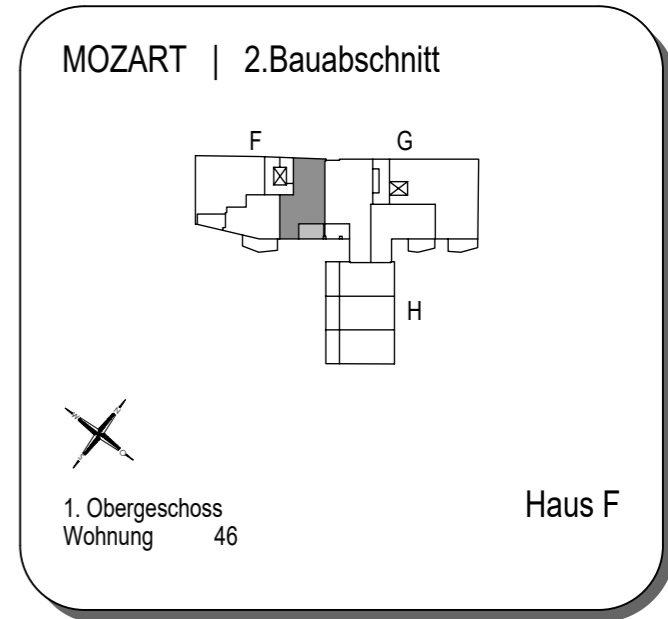 MOZART | 2.Bauabschnitt
F G
H
N
W
O
S
1. Obergeschoss
Wohnung 46
Haus F